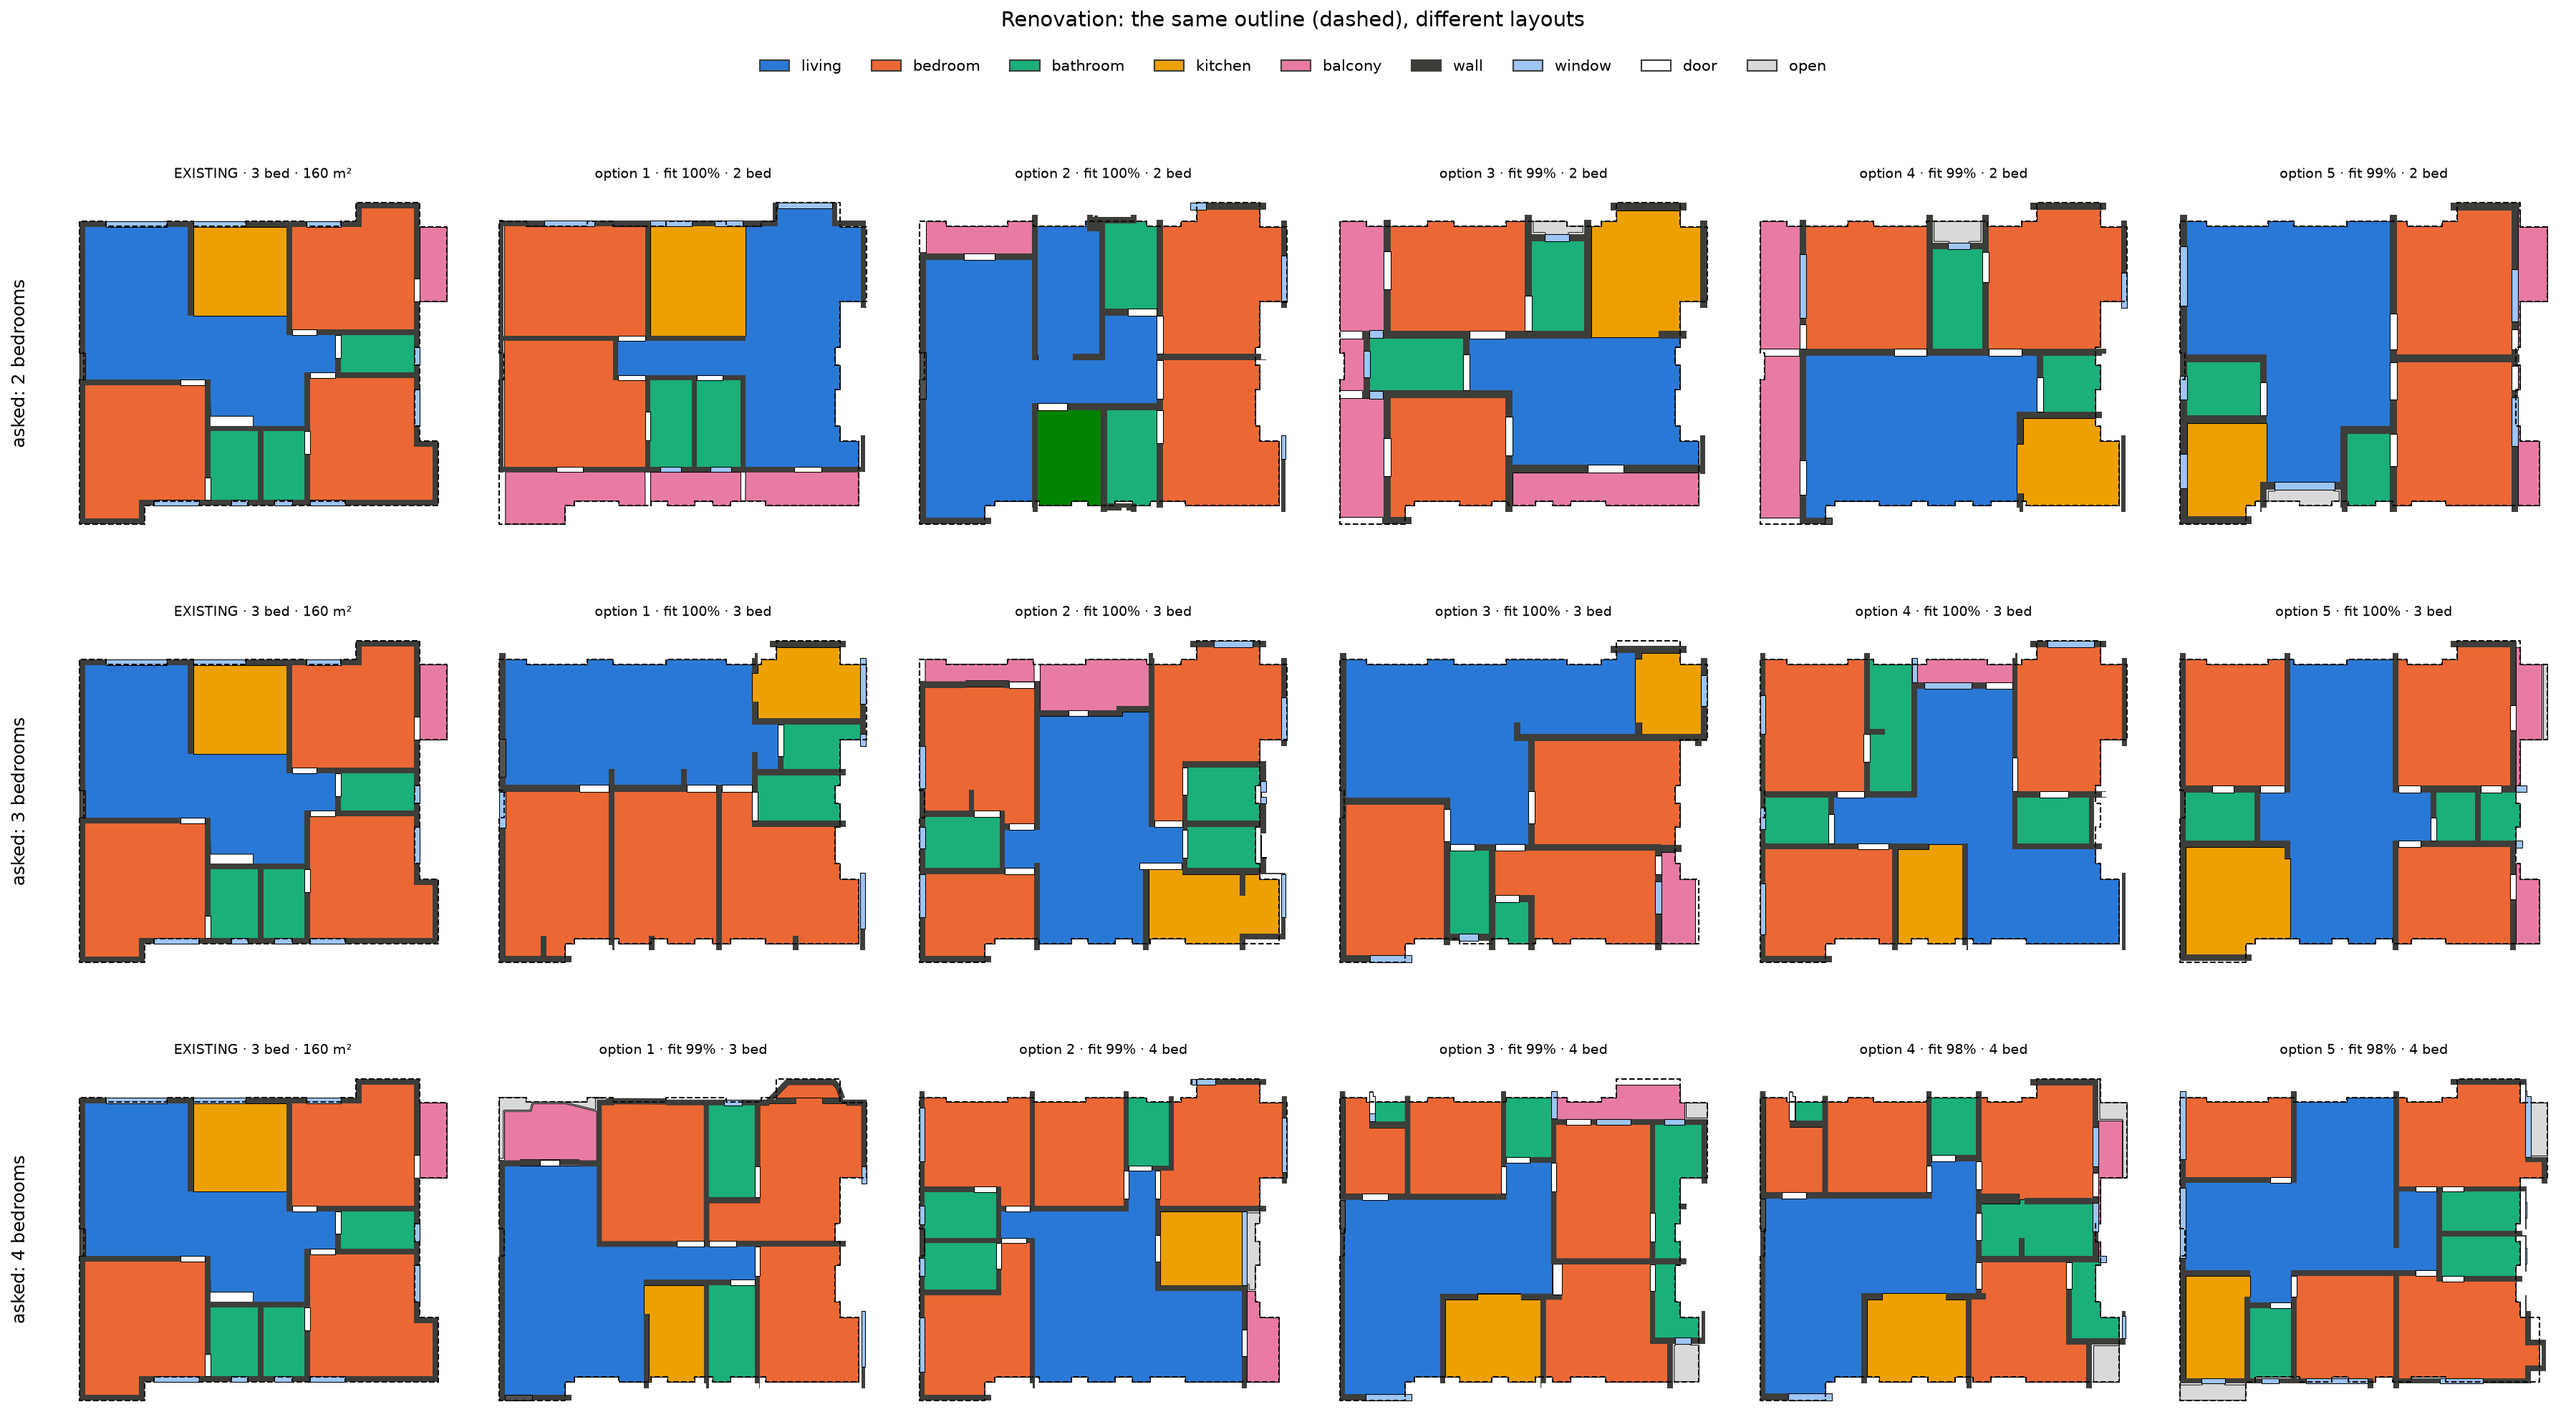 Renovation: the same outline (dashed), different layouts
living bedroom bathroom kitchen balcony wall window door open
asked: 2 bedrooms
EXISTING · 3 bed · 160 m²
option 1 · fit 100% · 2 bed
option 2 · fit 100% · 2 bed
option 3 · fit 99% · 2 bed
option 4 · fit 99% · 2 bed
option 5 · fit 99% · 2 bed
asked: 3 bedrooms
EXISTING · 3 bed · 160 m²
option 1 · fit 100% · 3 bed
option 2 · fit 100% · 3 bed
option 3 · fit 100% · 3 bed
option 4 · fit 100% · 3 bed
option 5 · fit 100% · 3 bed
asked: 4 bedrooms
EXISTING · 3 bed · 160 m²
option 1 · fit 99% · 3 bed
option 2 · fit 99% · 4 bed
option 3 · fit 99% · 4 bed
option 4 · fit 98% · 4 bed
option 5 · fit 98% · 4 bed